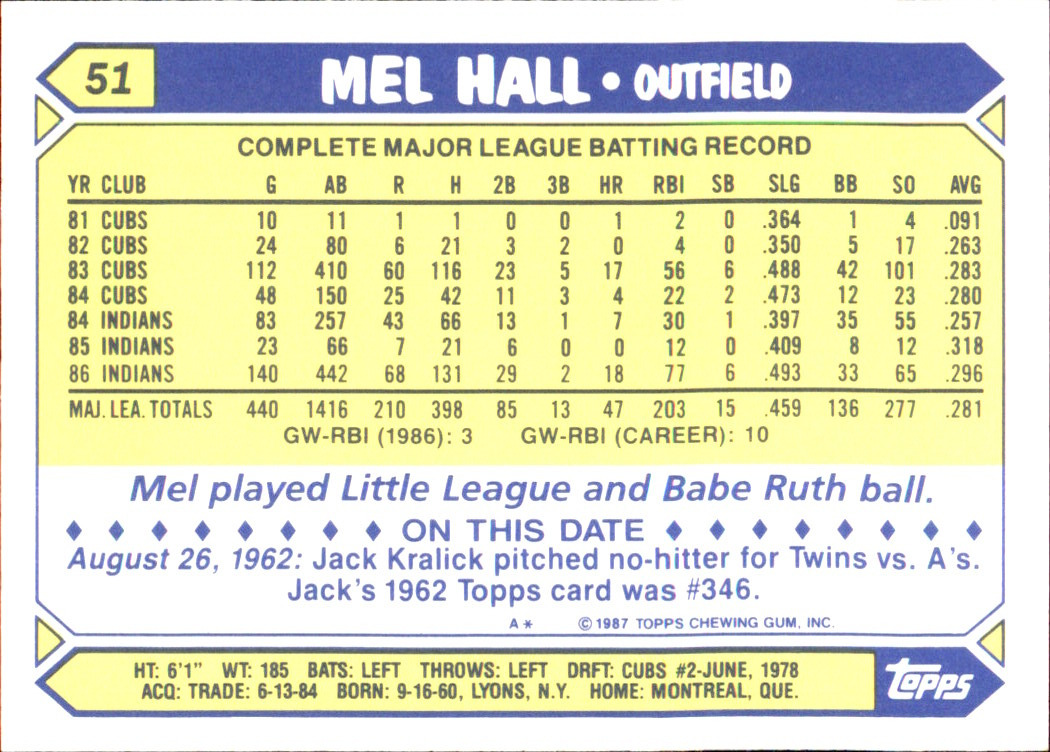 51
MEL HALL • OUTFIELD
COMPLETE MAJOR LEAGUE BATTING RECORD
YR CLUB G AB R H 2B 3B HR RBI SB SLG BB SO AVG
81 CUBS 10 11 1 1 0 0 1 2 0 .364 1 4 .091
82 CUBS 24 80 6 21 3 2 0 4 0 .350 5 17 .263
83 CUBS 112 410 60 116 23 5 17 56 6 .488 42 101 .283
84 CUBS 48 150 25 42 11 3 4 22 2 .473 12 23 .280
84 INDIANS 83 257 43 66 13 1 7 30 1 .397 35 55 .257
85 INDIANS 23 66 7 21 6 0 0 12 0 .409 8 12 .318
86 INDIANS 140 442 68 131 29 2 18 77 6 .493 33 65 .296
MAJ. LEA. TOTALS 440 1416 210 398 85 13 47 203 15 .459 136 277 .281
GW-RBI (1986): 3 GW-RBI (CAREER): 10
Mel played Little League and Babe Ruth ball.
♦ ♦ ♦ ♦ ♦ ♦ ♦ ♦ ON THIS DATE ♦ ♦ ♦ ♦ ♦ ♦ ♦ ♦
August 26, 1962: Jack Kralick pitched no-hitter for Twins vs. A's.
Jack's 1962 Topps card was #346.
A* © 1987 TOPPS CHEWING GUM, INC.
HT: 6'1" WT: 185 BATS: LEFT THROWS: LEFT DRFT: CUBS #2-JUNE, 1978
ACQ: TRADE: 6-13-84 BORN: 9-16-60, LYONS, N.Y. HOME: MONTREAL, QUE.
topps